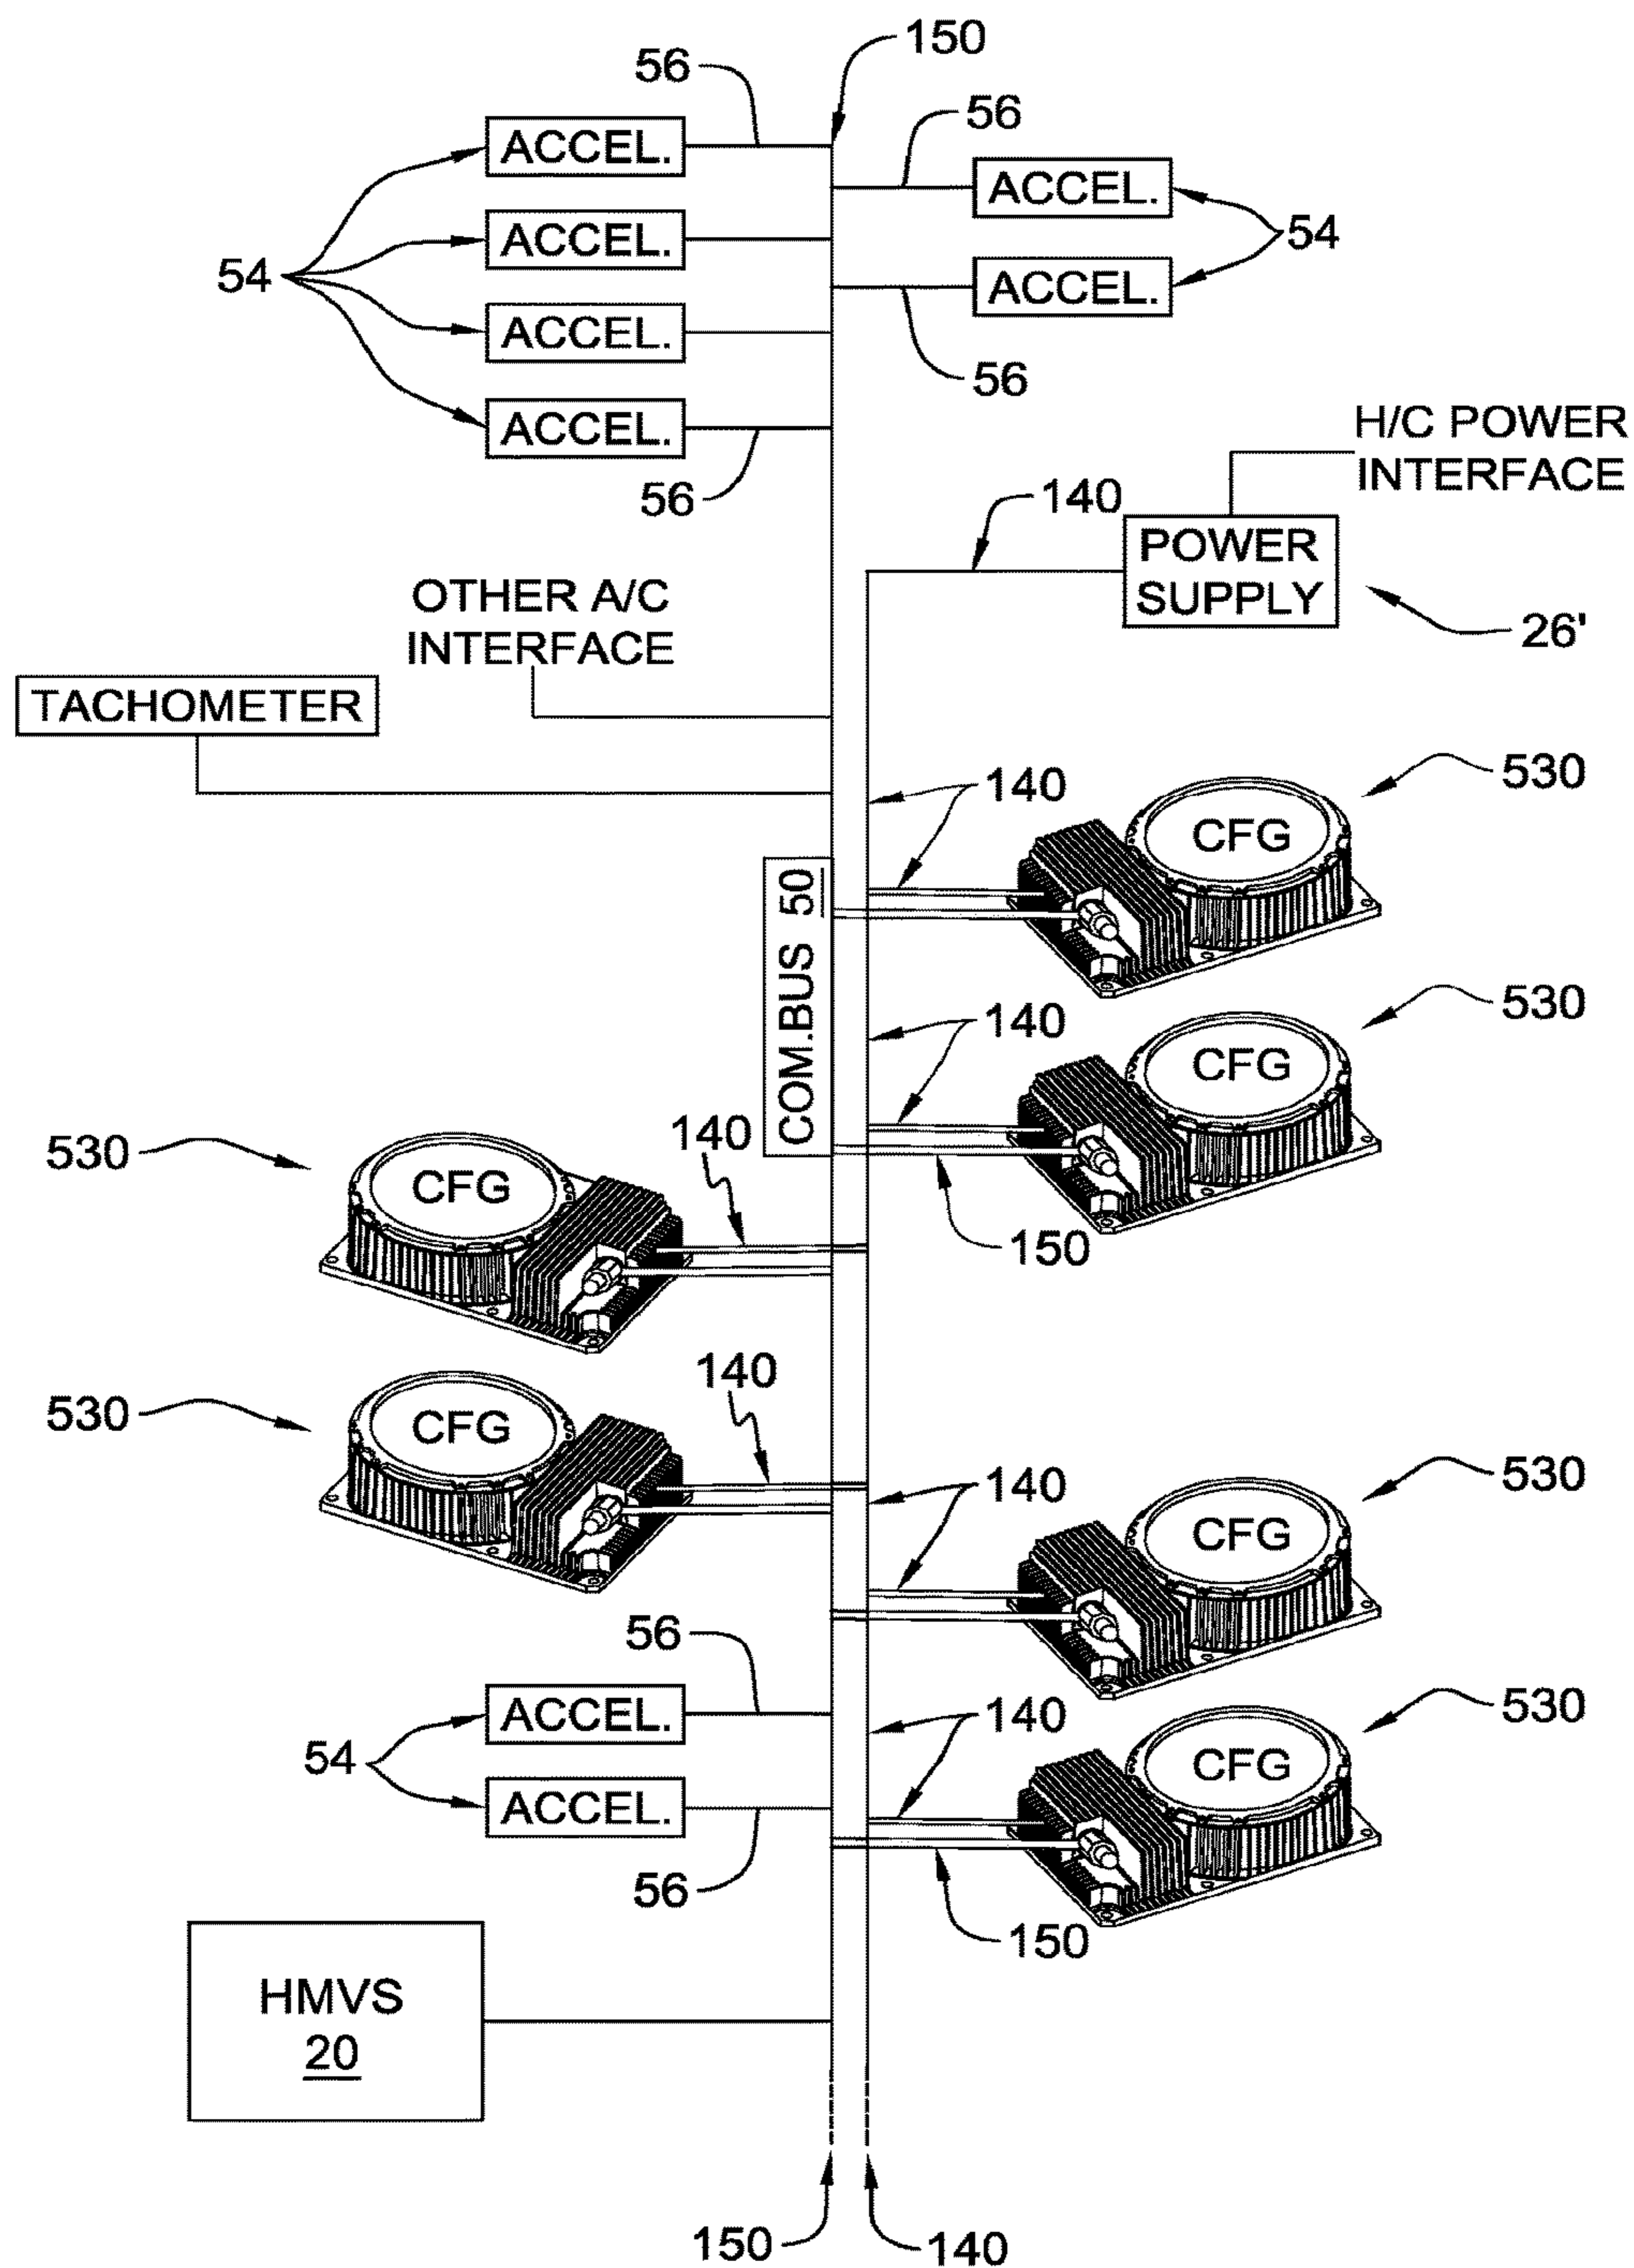 150
56
ACCEL.
56
ACCEL.
ACCEL.
54
54
ACCEL.
ACCEL.
56
ACCEL.
56
H/C POWER
INTERFACE
140
POWER
SUPPLY
26'
OTHER A/C
INTERFACE
TACHOMETER
140
530
CFG
COM.BUS 50
140
530
CFG
140
530
CFG
150
140
530
CFG
140
530
CFG
56
ACCEL.
140
530
CFG
54
ACCEL.
56
150
HMVS
20
150
140